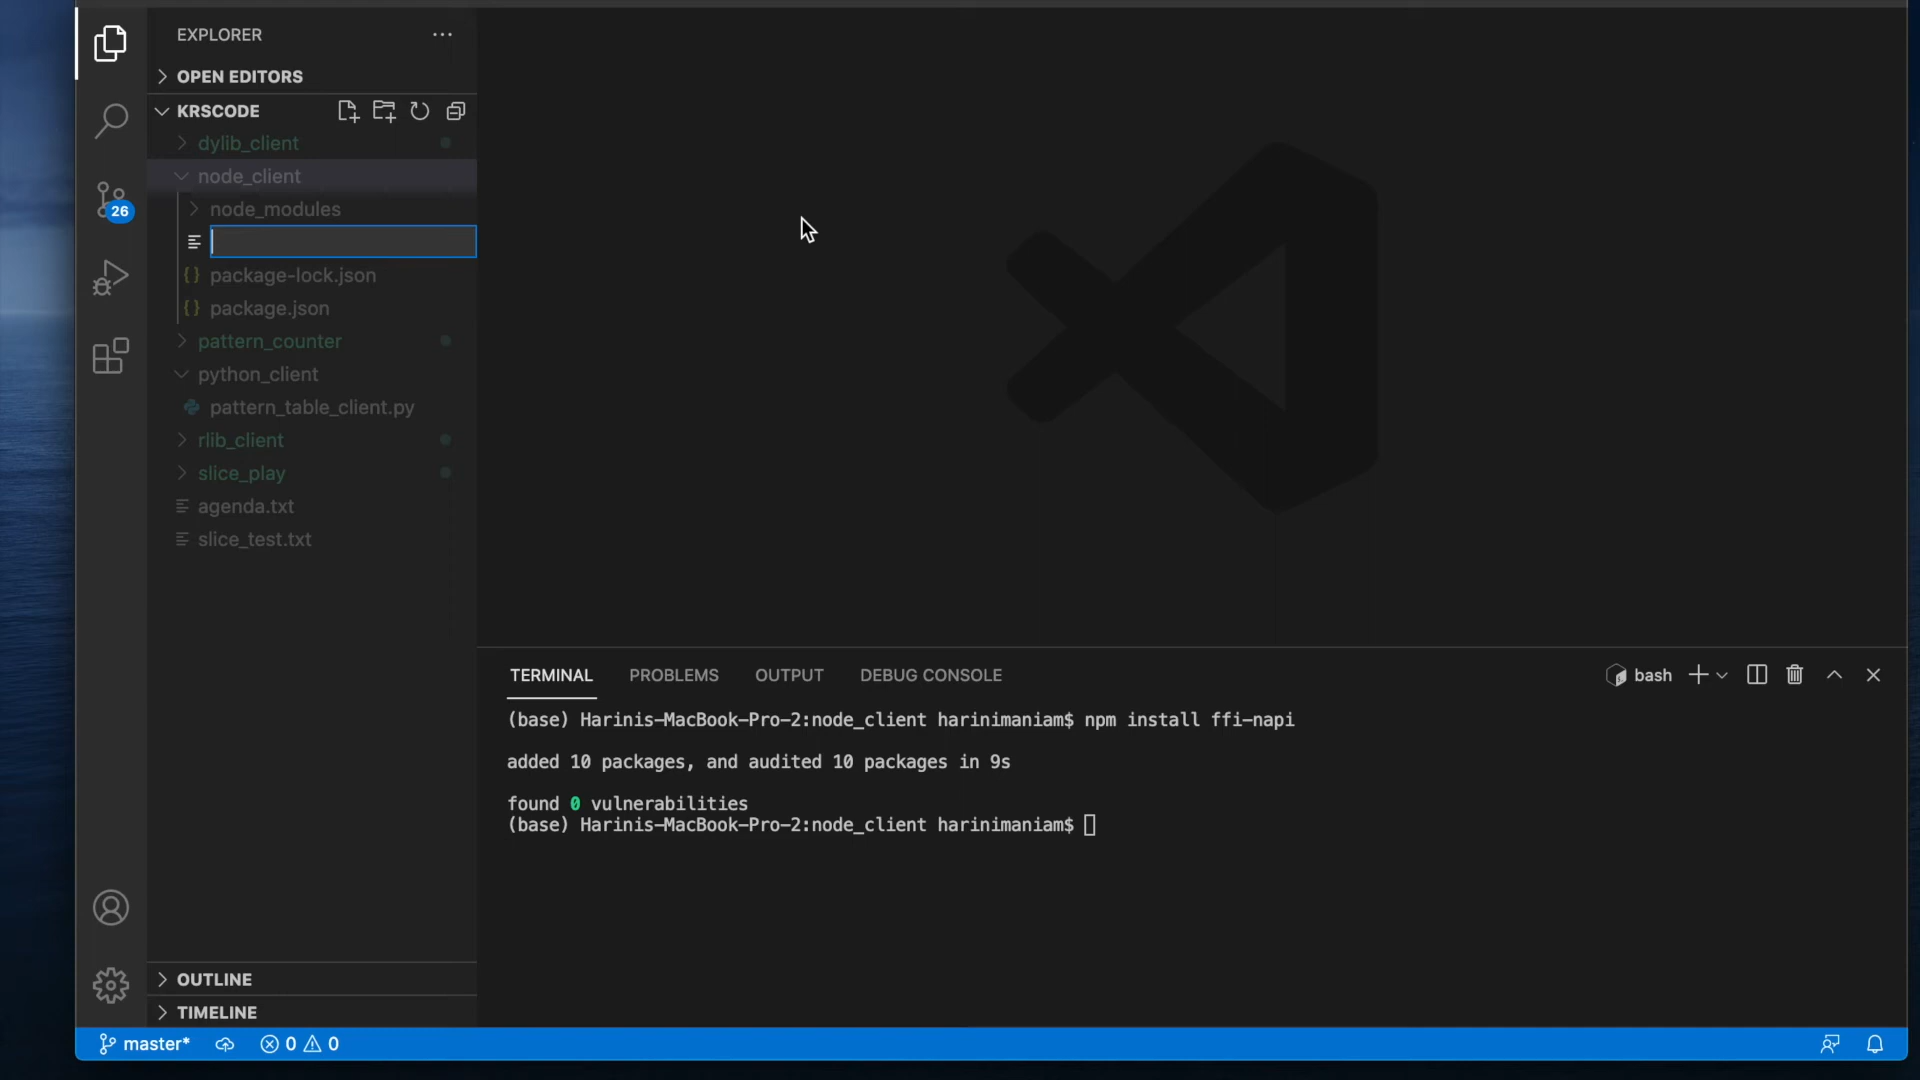 EXPLORER
OPEN EDITORS
KRSCODE
dylib_client
node_client
node_modules
package-lock.json
package.json
pattern_counter
python_client
pattern_table_client.py
rlib_client
slice_play
agenda.txt
slice_test.txt
26
OUTLINE
TIMELINE
TERMINAL PROBLEMS OUTPUT DEBUG CONSOLE
bash
(base) Harinis-MacBook-Pro-2:node_client harinimaniam$ npm install ffi-napi
added 10 packages, and audited 10 packages in 9s
found 0 vulnerabilities
(base) Harinis-MacBook-Pro-2:node_client harinimaniam$
master* 0 0